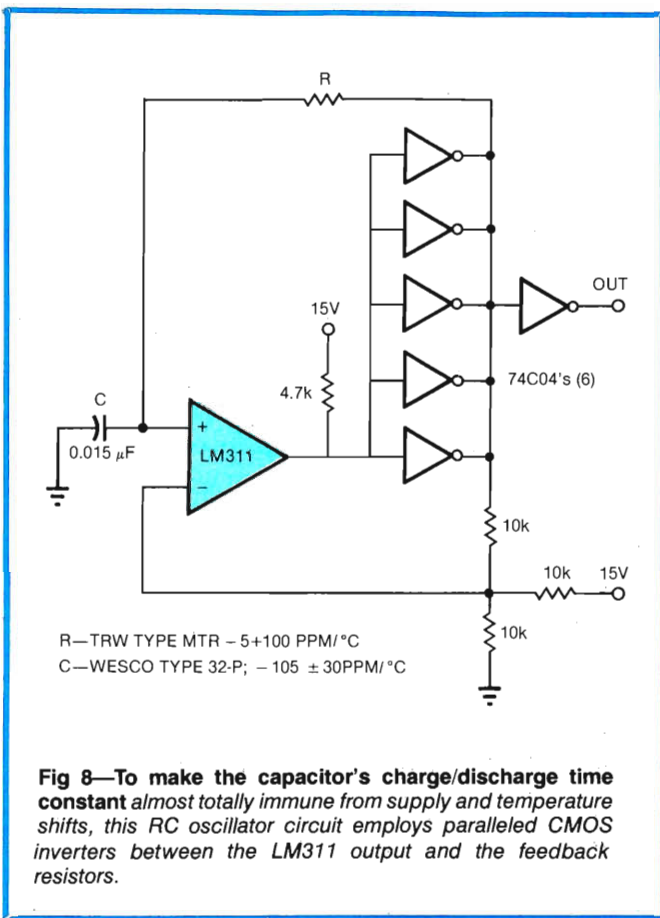 R
OUT
15V
74C04's (6)
4.7k
C
+
LM311
0.015 µF
−
10k
10k 15V
10k
R—TRW TYPE MTR – 5+100 PPM/°C
C—WESCO TYPE 32-P; – 105 ± 30PPM/°C
Fig 8—To make the capacitor's charge/discharge time
constant almost totally immune from supply and temperature
shifts, this RC oscillator circuit employs paralleled CMOS
inverters between the LM311 output and the feedback
resistors.